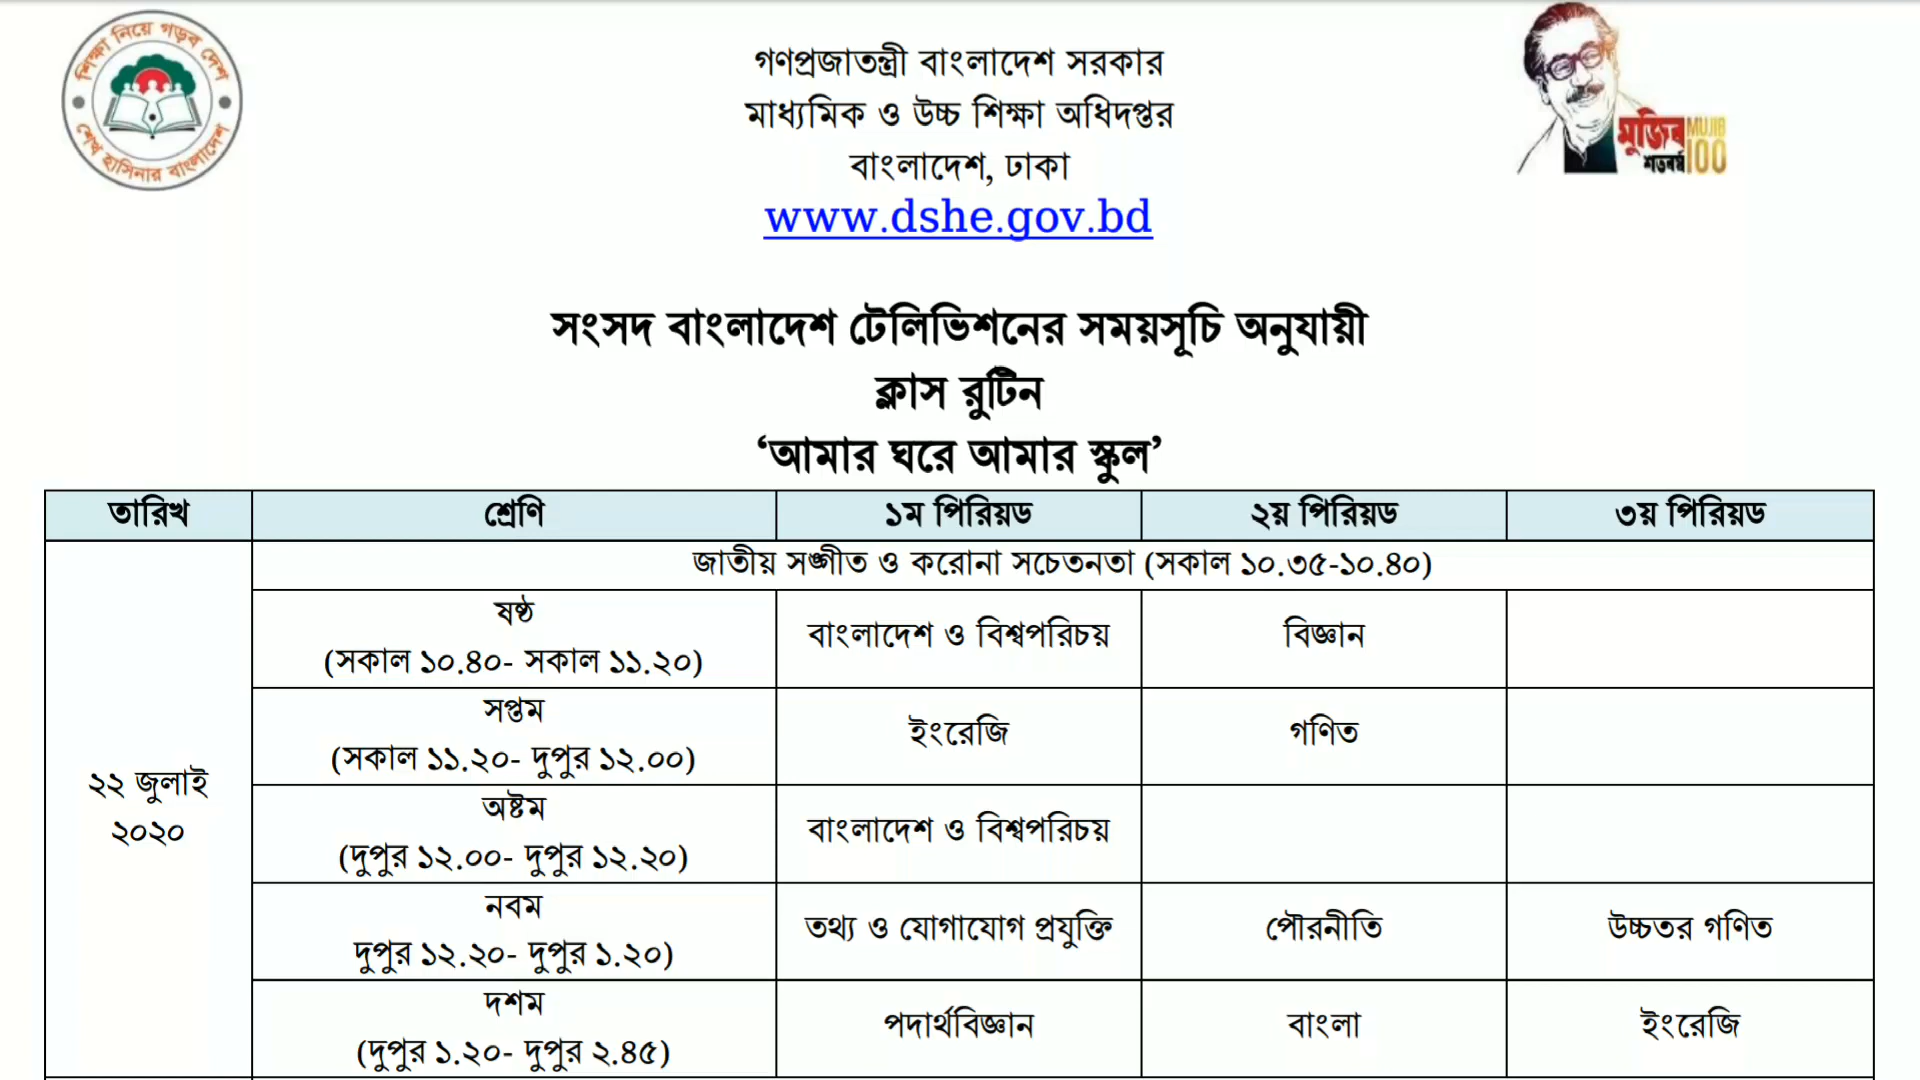 শিক্ষা নিয়ে গড়ব দেশ
শেখ হাসিনার বাংলাদেশ
মুজিব
শতবর্ষ
MUJIB
100
গণপ্রজাতন্ত্রী বাংলাদেশ সরকার
মাধ্যমিক ও উচ্চ শিক্ষা অধিদপ্তর
বাংলাদেশ, ঢাকা
www.dshe.gov.bd
সংসদ বাংলাদেশ টেলিভিশনের সময়সূচি অনুযায়ী
ক্লাস রুটিন
‘আমার ঘরে আমার স্কুল’
তারিখ শ্রেণি ১ম পিরিয়ড ২য় পিরিয়ড ৩য় পিরিয়ড
জাতীয় সঙ্গীত ও করোনা সচেতনতা (সকাল ১০.৩৫-১০.৪০)
ষষ্ঠ
(সকাল ১০.৪০- সকাল ১১.২০)
বাংলাদেশ ও বিশ্বপরিচয় বিজ্ঞান
সপ্তম
(সকাল ১১.২০- দুপুর ১২.০০)
ইংরেজি গণিত
২২ জুলাই
২০২০
অষ্টম
(দুপুর ১২.০০- দুপুর ১২.২০)
বাংলাদেশ ও বিশ্বপরিচয়
নবম
দুপুর ১২.২০- দুপুর ১.২০)
তথ্য ও যোগাযোগ প্রযুক্তি পৌরনীতি উচ্চতর গণিত
দশম
(দুপুর ১.২০- দুপুর ২.৪৫)
পদার্থবিজ্ঞান বাংলা ইংরেজি